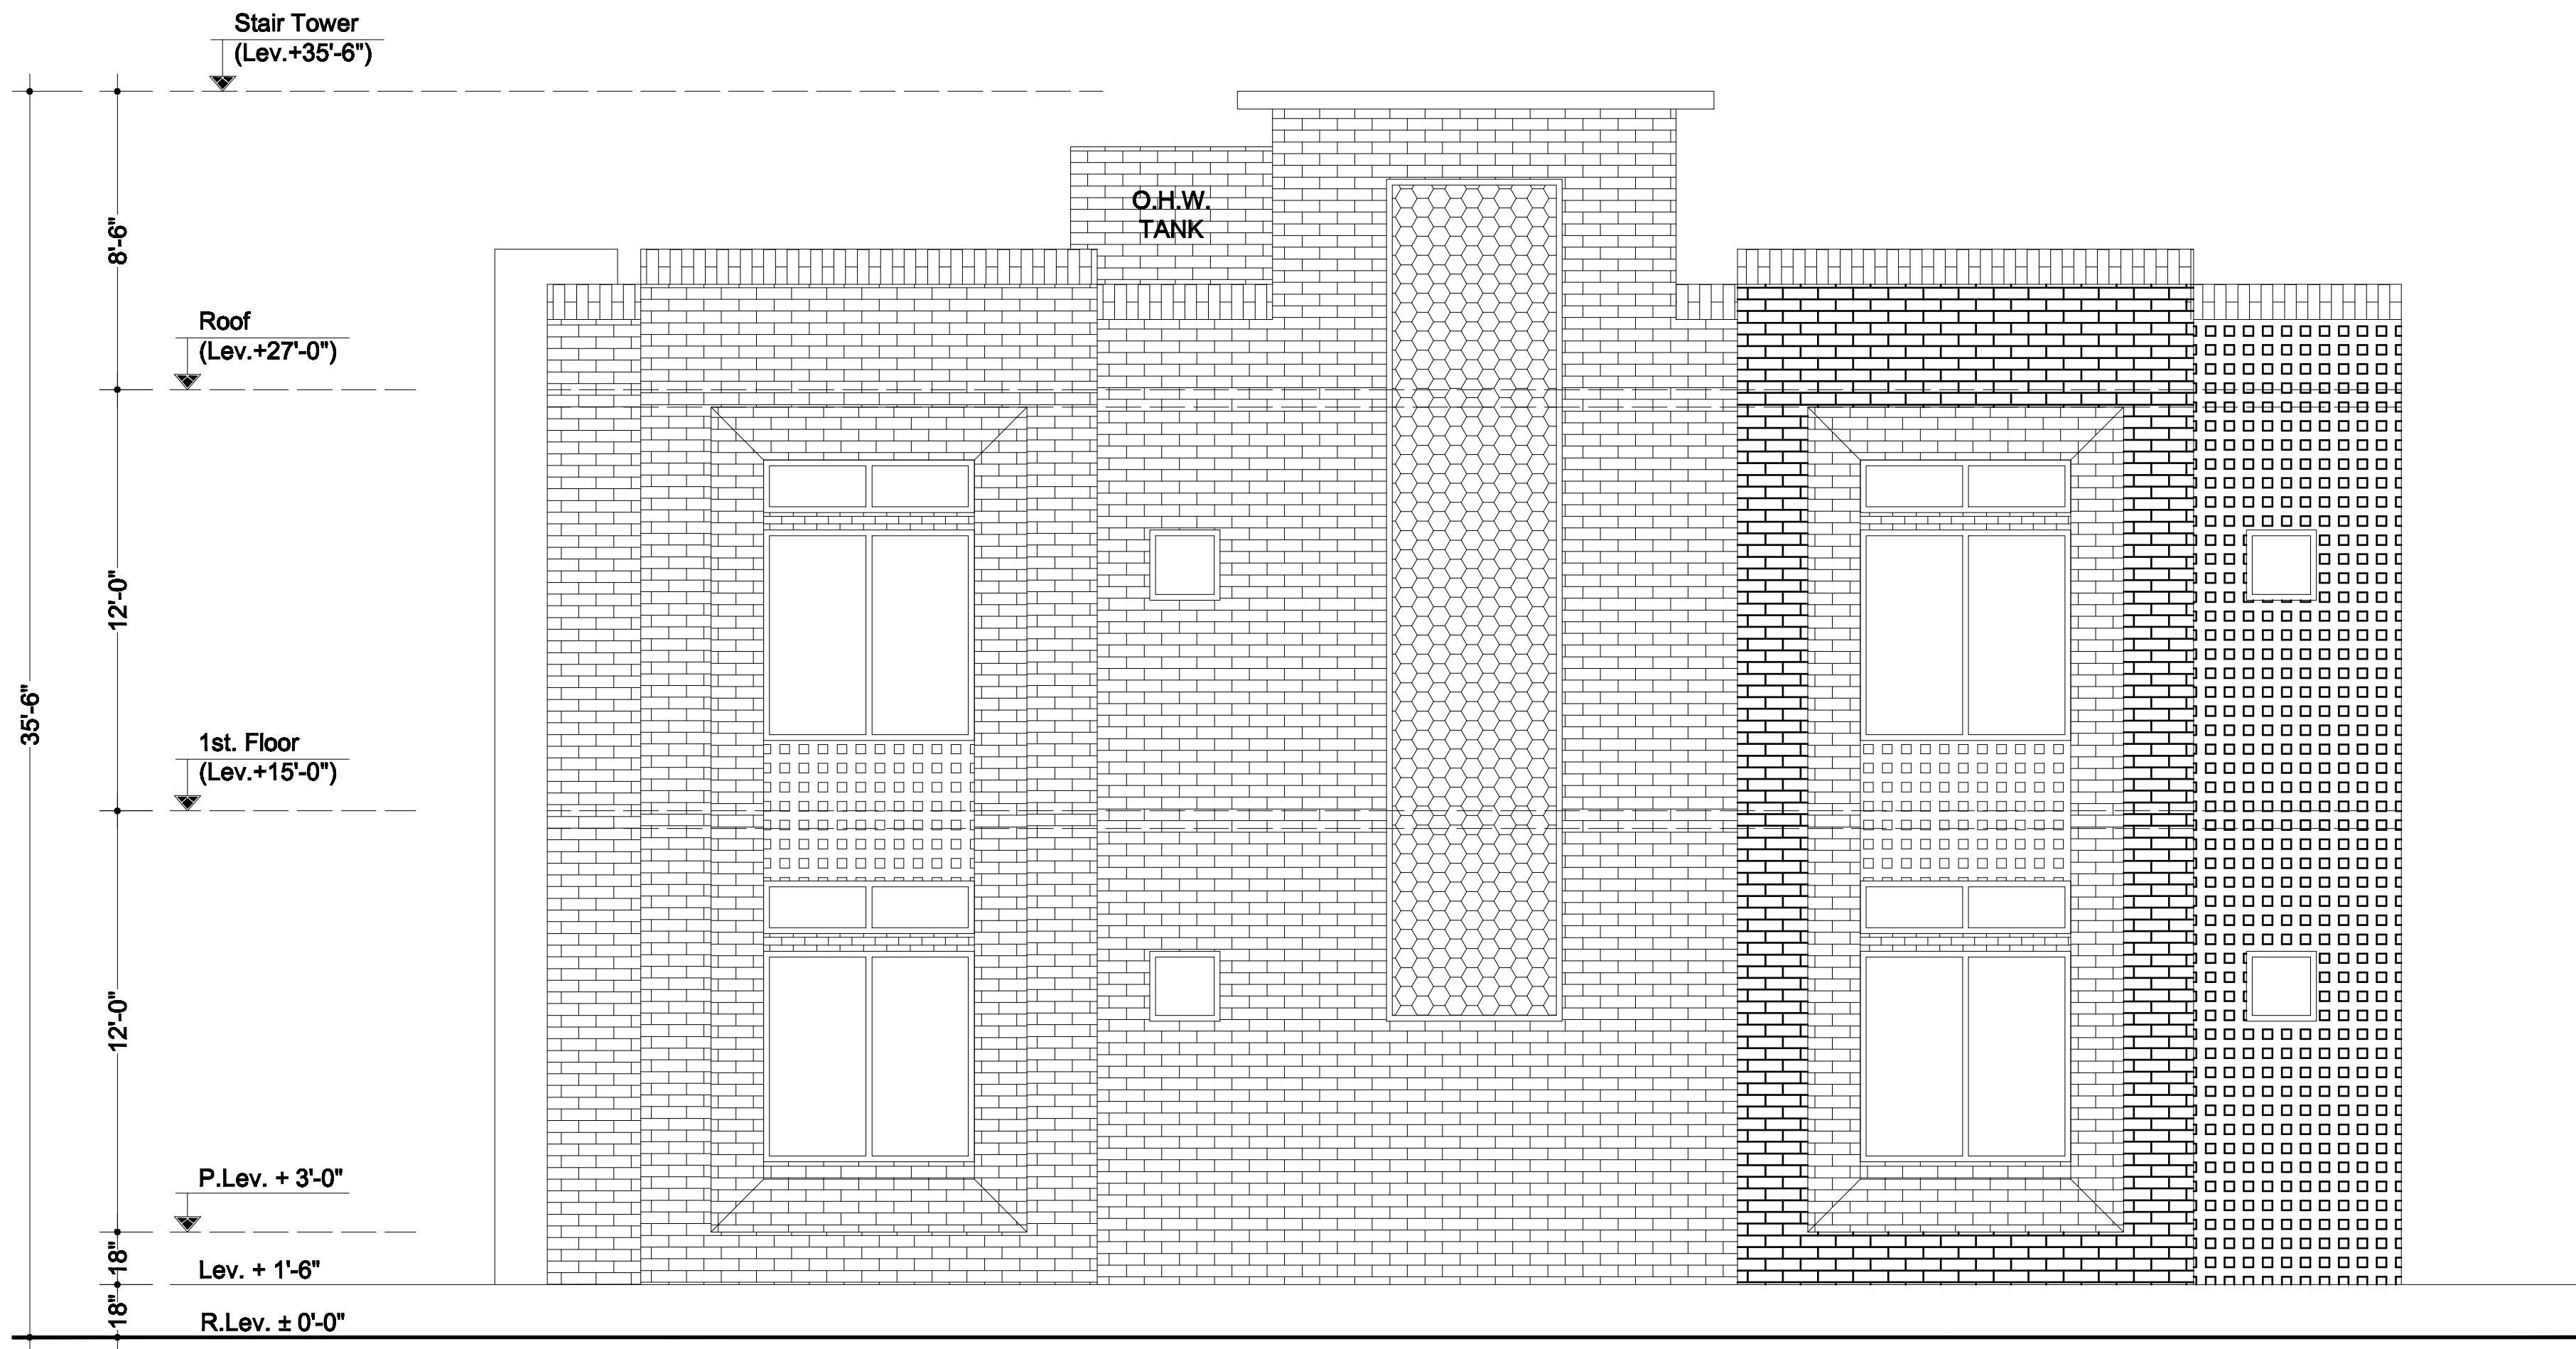 Stair Tower
(Lev.+35'-6")
O.H.W.
TANK
8'-6"
Roof
(Lev.+27'-0")
12'-0"
35'-6"
1st. Floor
(Lev.+15'-0")
12'-0"
P.Lev. + 3'-0"
18"
Lev. + 1'-6"
18"
R.Lev. ± 0'-0"